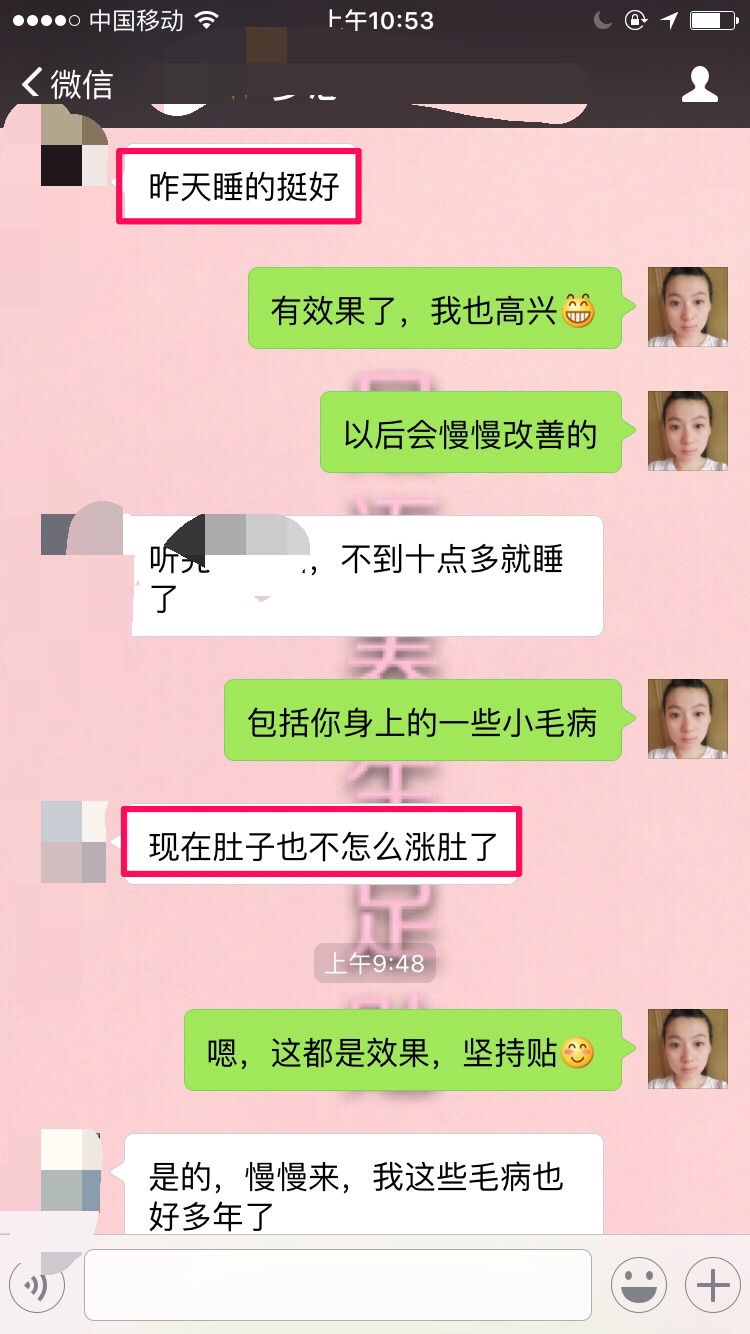 中国移动
上午10:53
微信
昨天睡的挺好
有效果了，我也高兴😁
以后会慢慢改善的
听完
，不到十点多就睡
了
包括你身上的一些小毛病
现在肚子也不怎么涨肚了
上午9:48
嗯，这都是效果，坚持贴😊
是的，慢慢来，我这些毛病也
好多年了